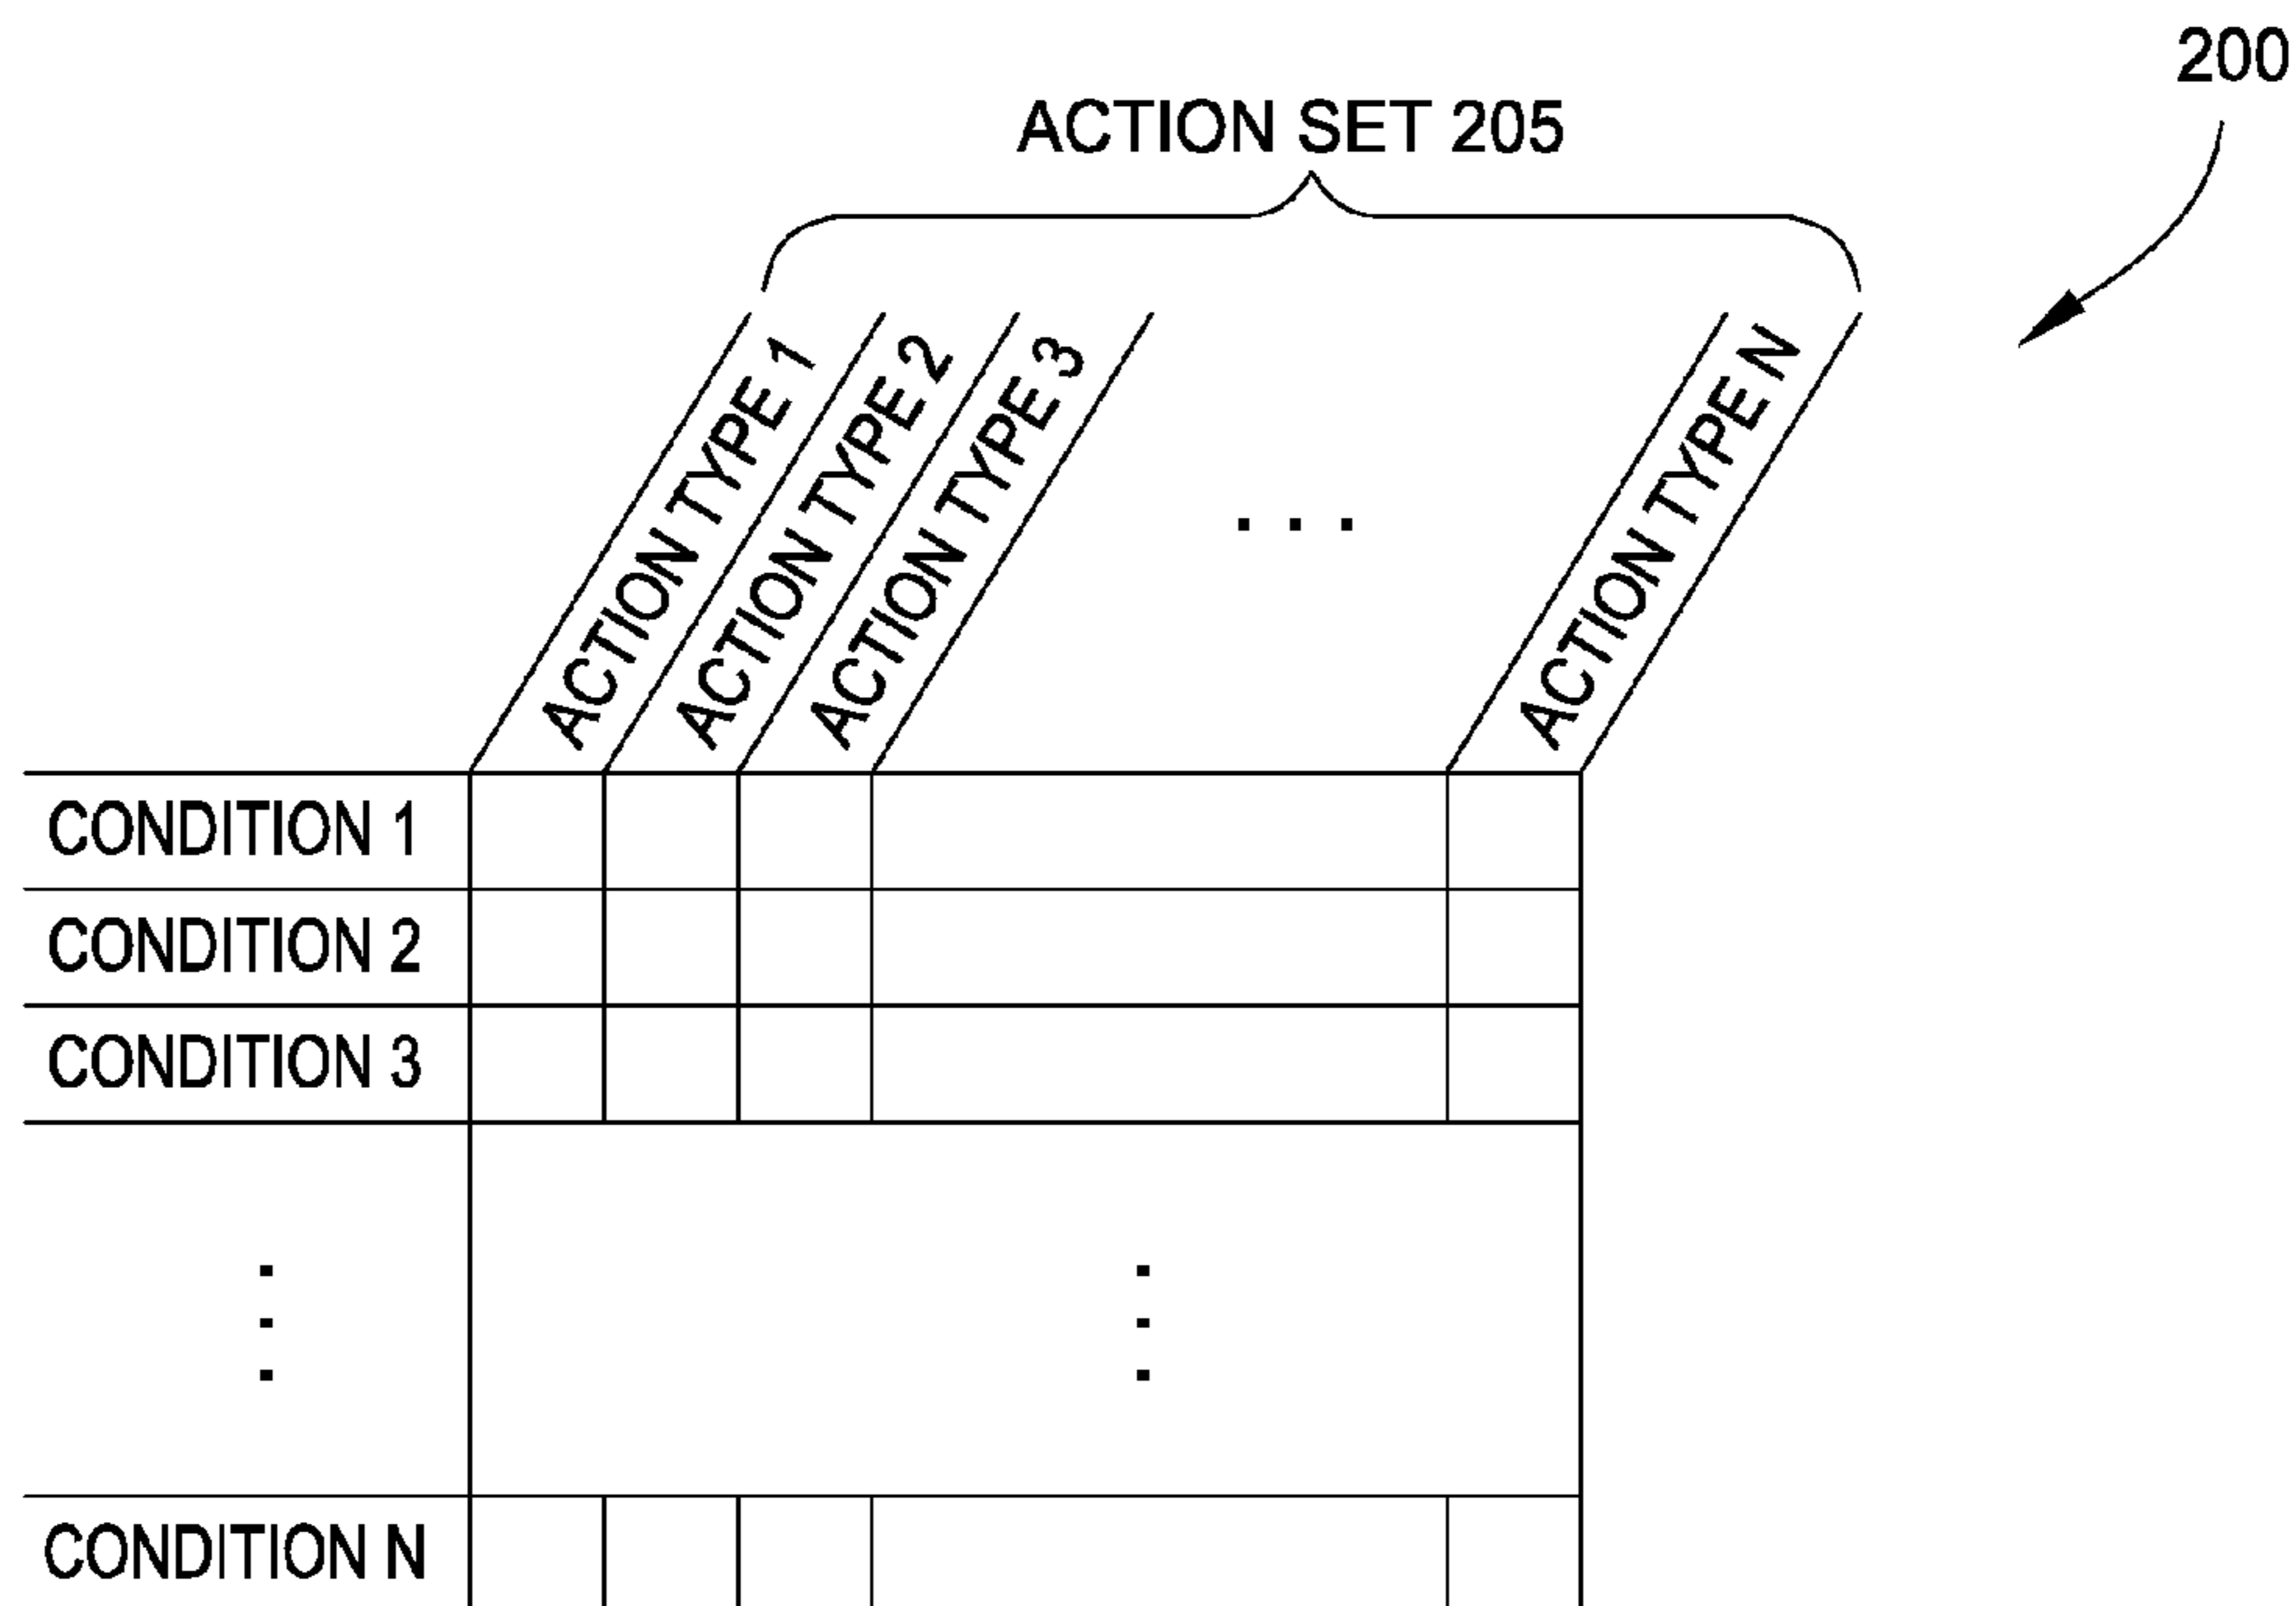 200
ACTION SET 205
ACTION TYPE 1
ACTION TYPE 2
ACTION TYPE 3
. . .
ACTION TYPE N
CONDITION 1
CONDITION 2
CONDITION 3
CONDITION N